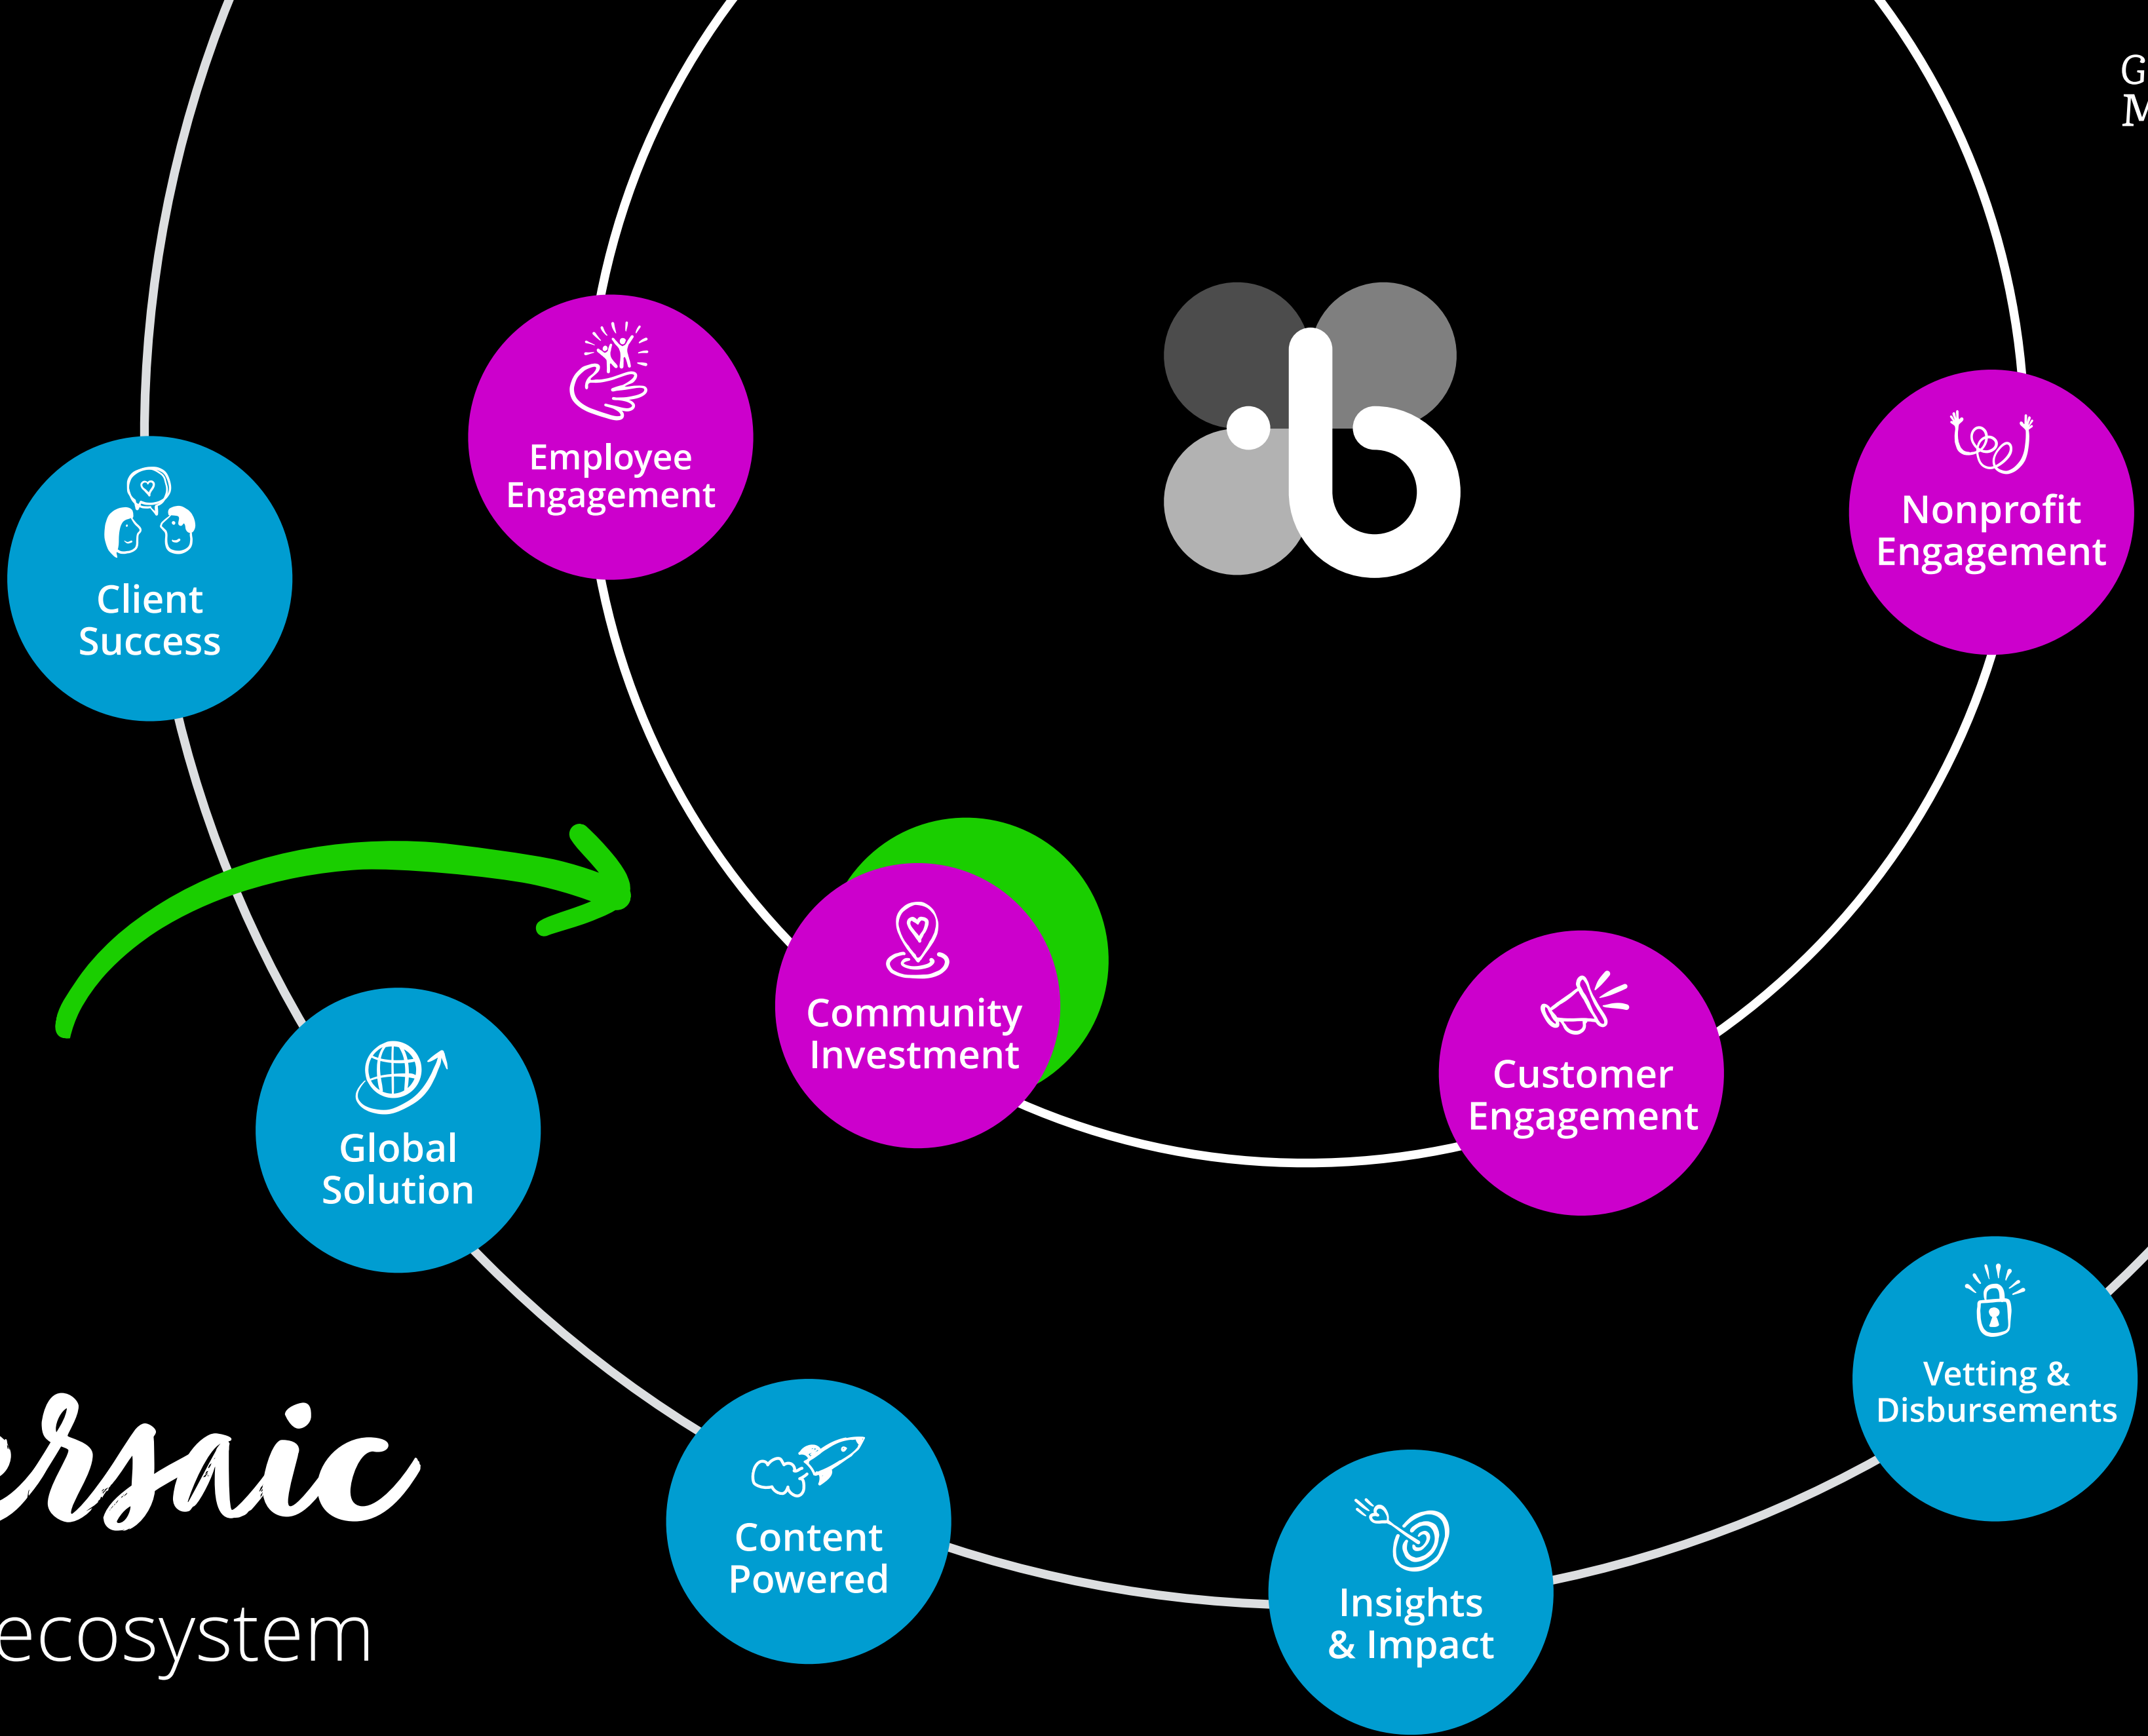 Employee
Engagement
Nonprofit
Engagement
Client
Success
Community
Investment
Customer
Engagement
Global
Solution
Vetting &
Disbursements
Content
Powered
Insights
& Impact
ersaic
ecosystem